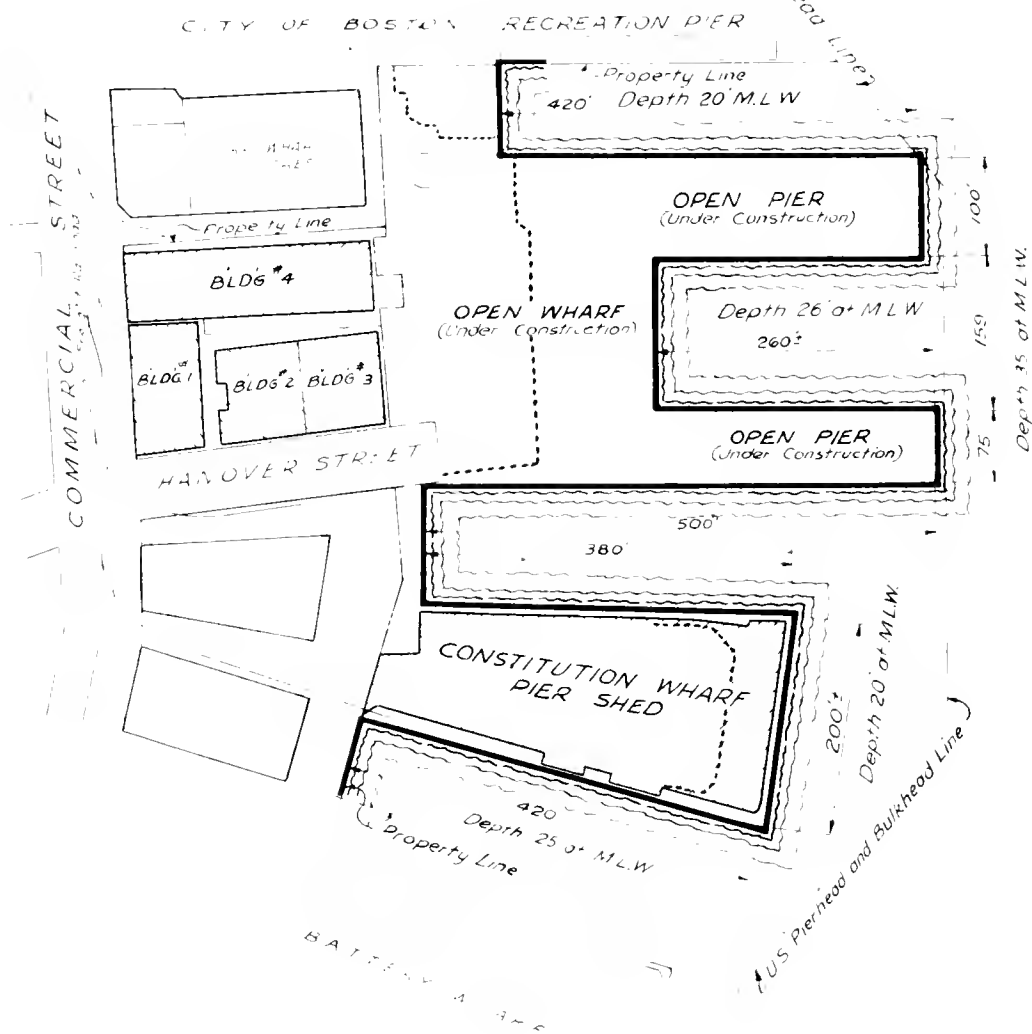 CITY OF BOSTON RECREATION PIER
Property Line
420' Depth 20' M.L.W
COMMERCIAL STREET
Property Line
OPEN PIER
(Under Construction)
100'
BLDG #4
OPEN WHARF
(Under Construction)
Depth 26' at MLW
260'±
159
Depth 35' at M.L.W.
BLDG #1
BLDG #2
BLDG #3
OPEN PIER
(Under Construction)
75
HANOVER STREET
500'
380'
CONSTITUTION WHARF
PIER SHED
200'±
Depth 20' at M.L.W.
420
Depth 25' at M.L.W
Property Line
U.S. Pierhead and Bulkhead Line
BATTERY